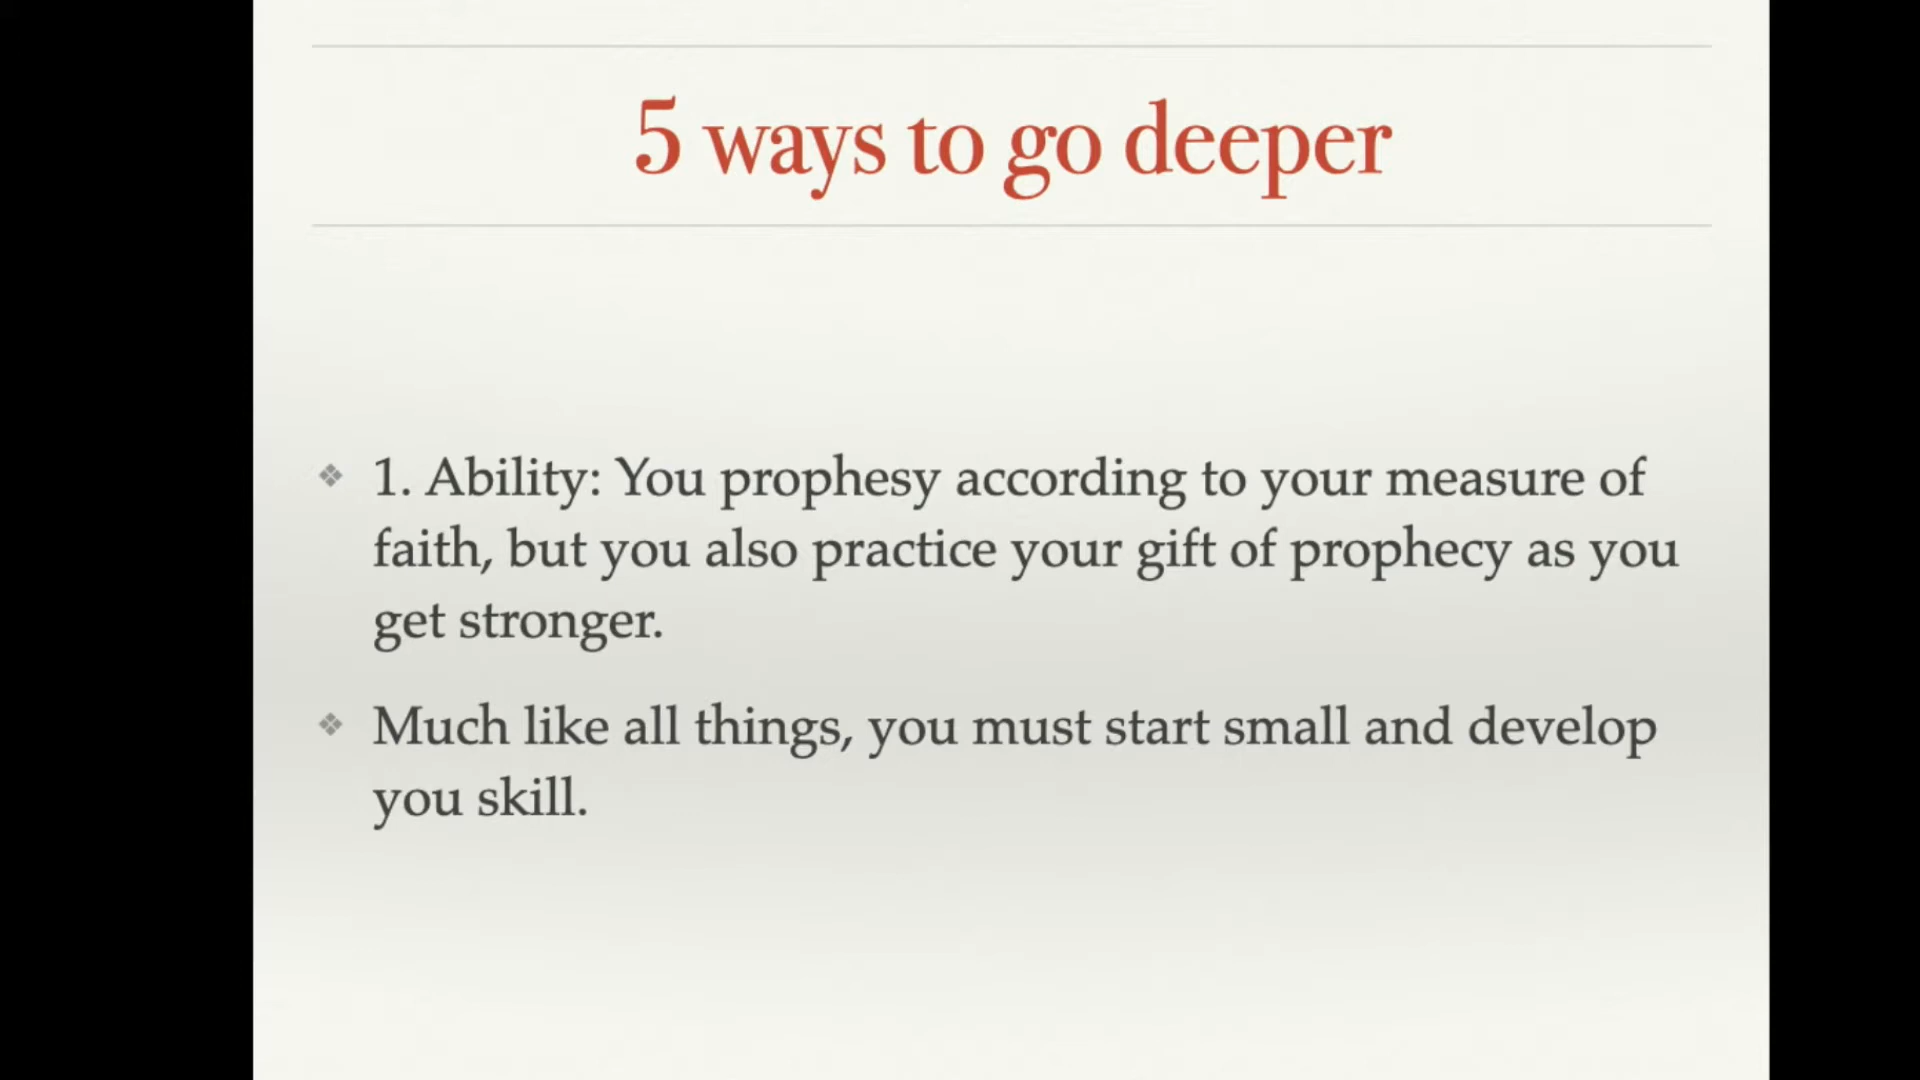 5 ways to go deeper
❖ 1. Ability: You prophesy according to your measure of
faith, but you also practice your gift of prophecy as you
get stronger.
❖ Much like all things, you must start small and develop
you skill.